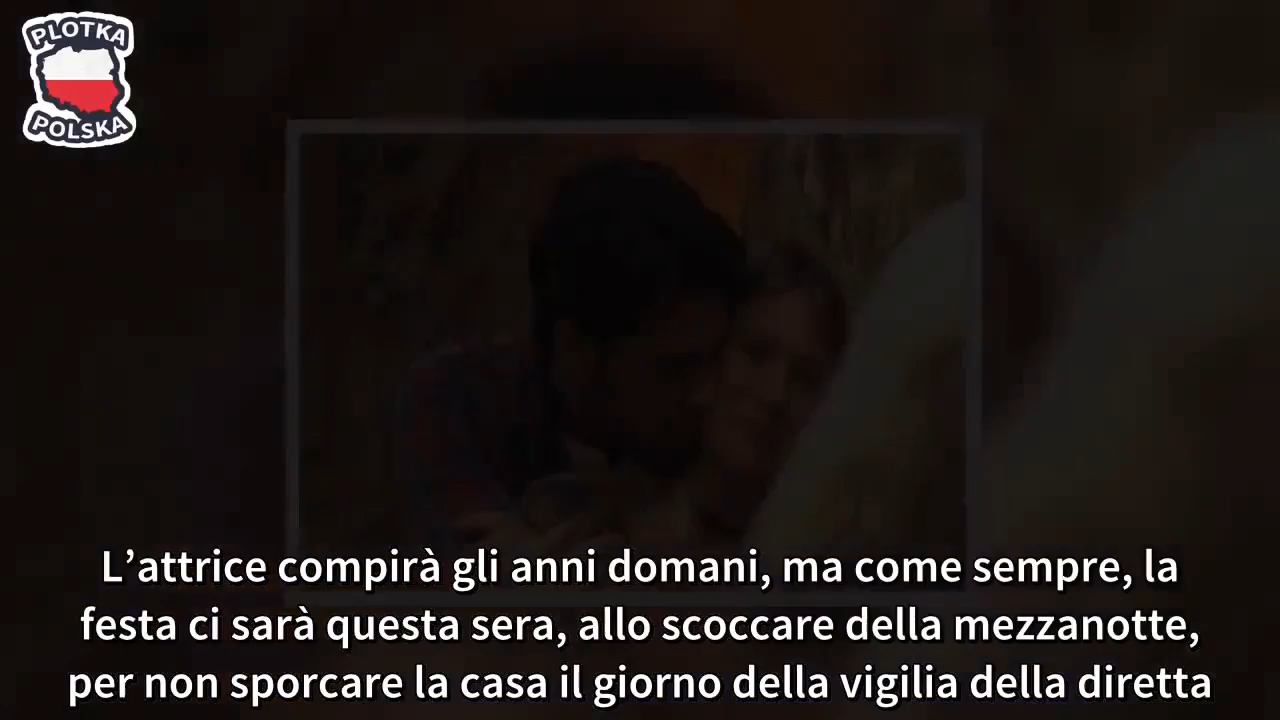 PLOTKA
POLSKA
L’attrice compirà gli anni domani, ma come sempre, la
festa ci sarà questa sera, allo scoccare della mezzanotte,
per non sporcare la casa il giorno della vigilia della diretta